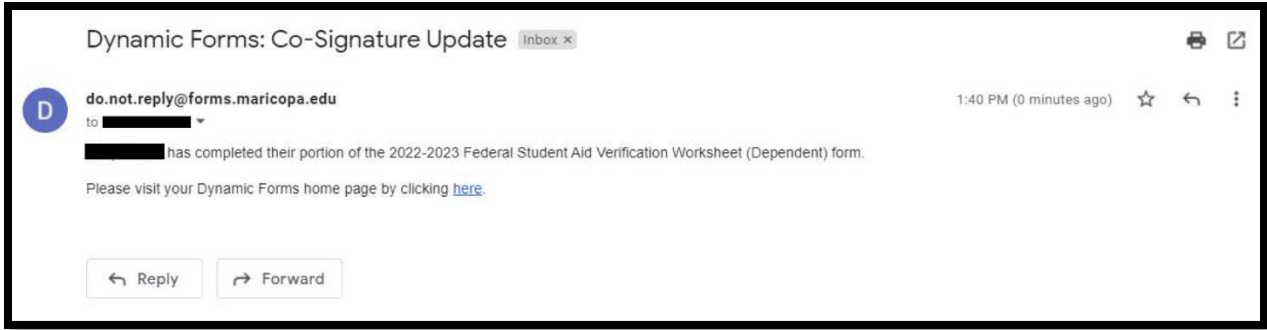 Dynamic Forms: Co-Signature Update Inbox ×
D
do.not.reply@forms.maricopa.edu 1:40 PM (0 minutes ago)
to
has completed their portion of the 2022-2023 Federal Student Aid Verification Worksheet (Dependent) form.
Please visit your Dynamic Forms home page by clicking here.
Reply Forward